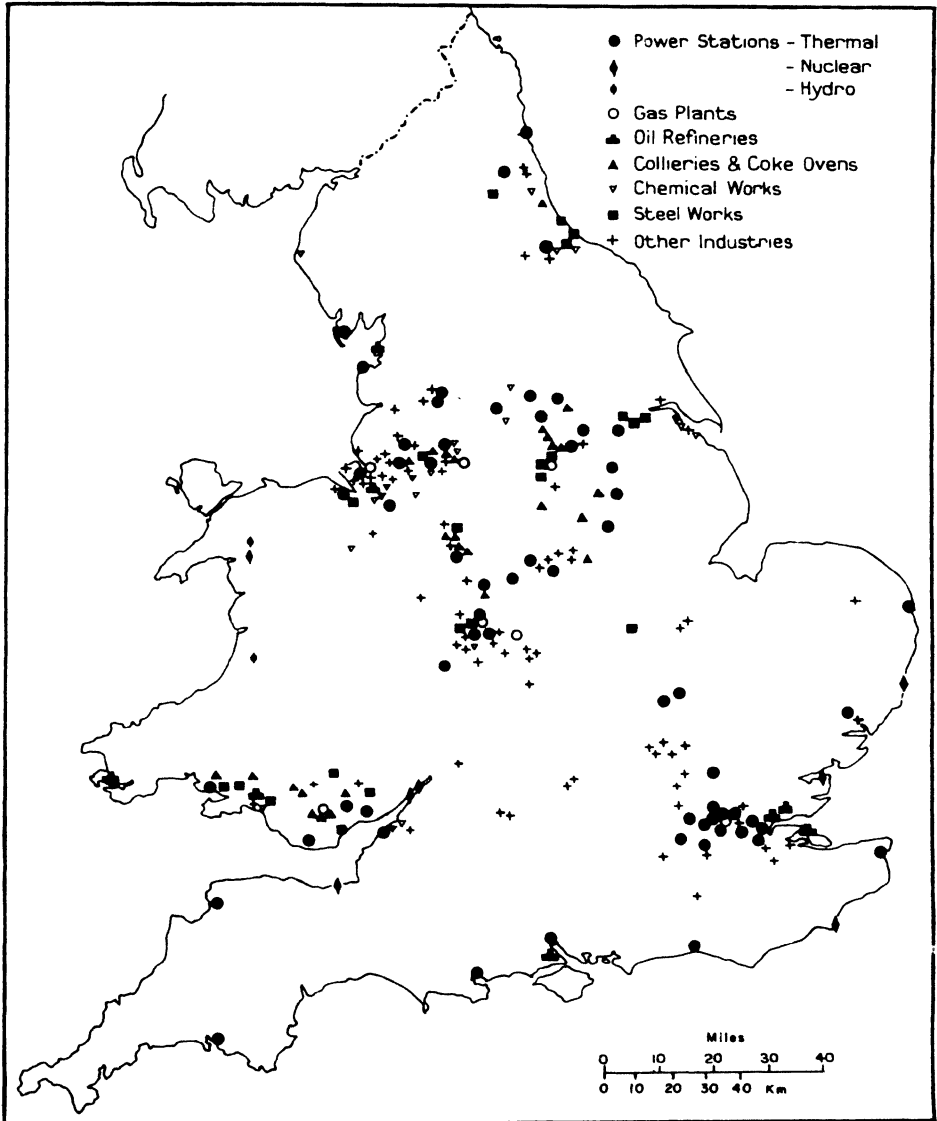 Power Stations - Thermal
- Nuclear
- Hydro
Gas Plants
Oil Refineries
Collieries & Coke Ovens
Chemical Works
Steel Works
Other Industries
Miles
0 10 20 30 40
0 10 20 30 40 Km